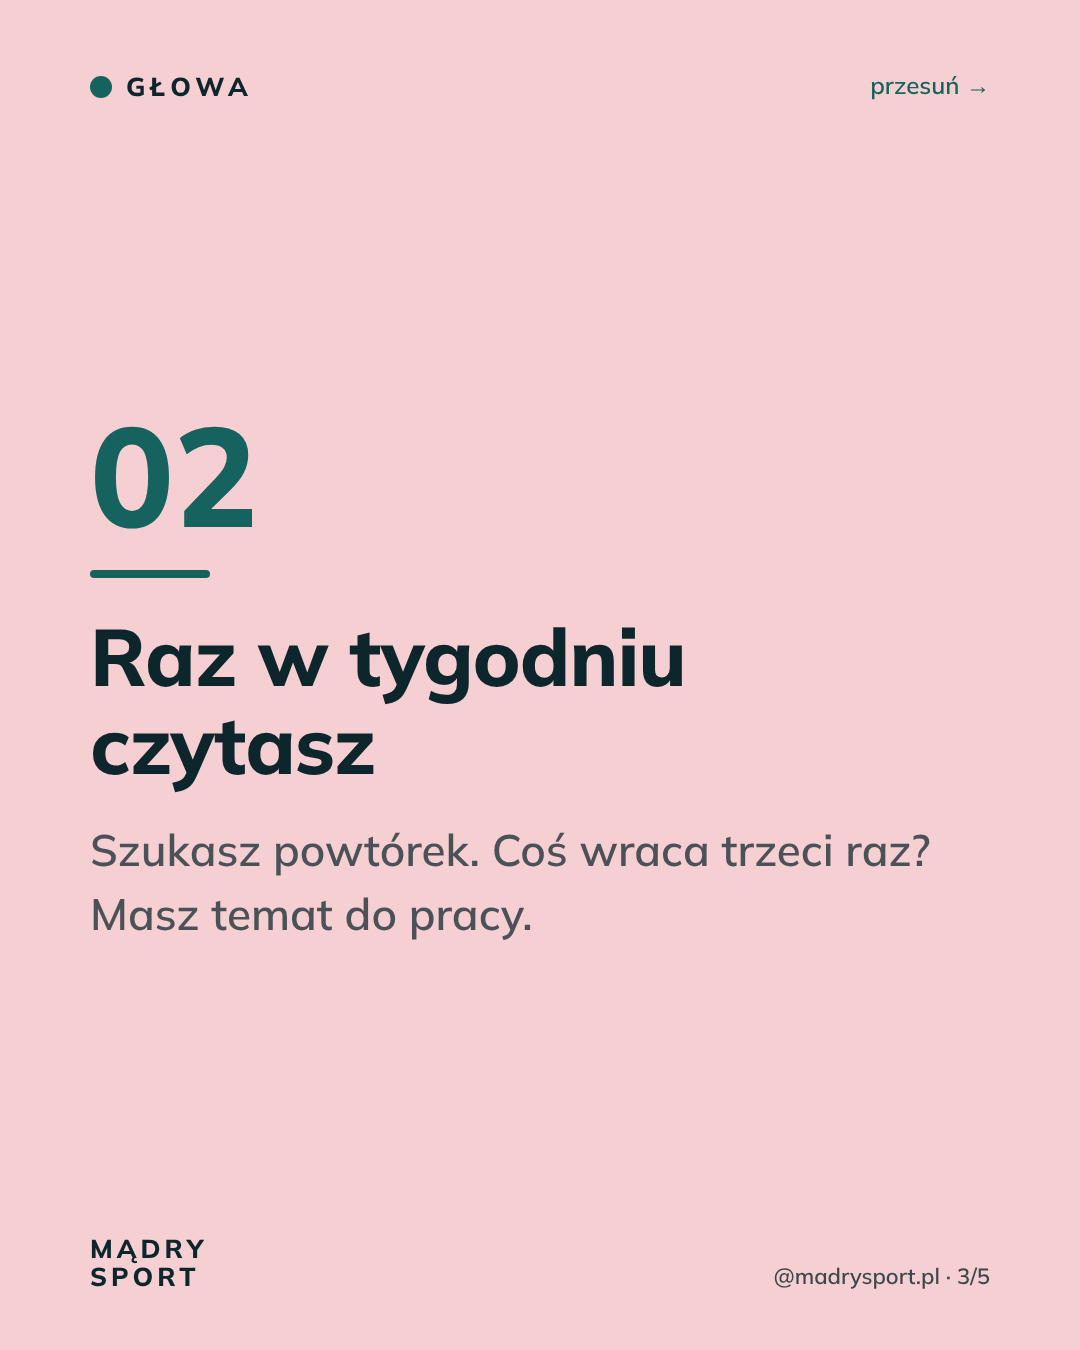 GŁOWA
przesuń →
02
Raz w tygodniu
czytasz
Szukasz powtórek. Coś wraca trzeci raz?
Masz temat do pracy.
MĄDRY
SPORT
@madrysport.pl · 3/5